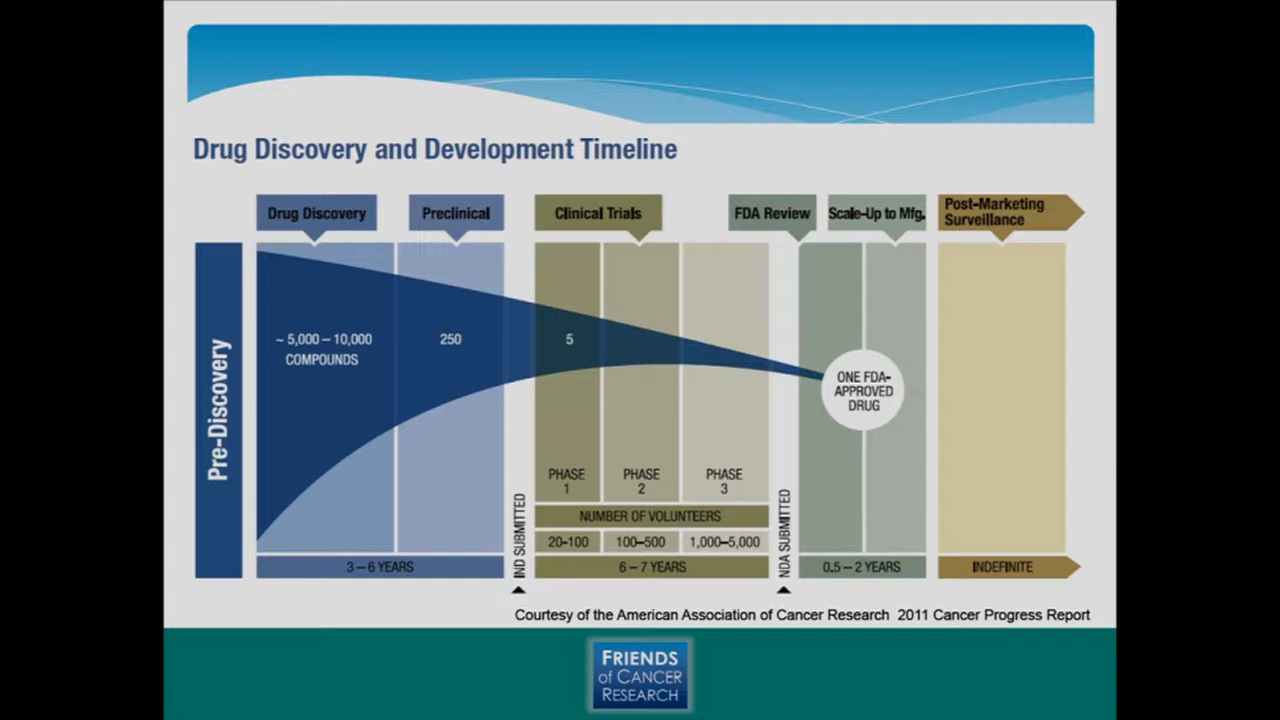 Drug Discovery and Development Timeline
Drug Discovery
Preclinical
Clinical Trials
FDA Review
Scale-Up to Mfg.
Post-Marketing
Surveillance
Pre-Discovery
~ 5,000 – 10,000
COMPOUNDS
250
5
ONE FDA-
APPROVED
DRUG
PHASE
1
PHASE
2
PHASE
3
IND SUBMITTED
NDA SUBMITTED
NUMBER OF VOLUNTEERS
20-100
100–500
1,000–5,000
3 – 6 YEARS
6 – 7 YEARS
0.5 – 2 YEARS
INDEFINITE
Courtesy of the American Association of Cancer Research 2011 Cancer Progress Report
FRIENDS
of CANCER
RESEARCH